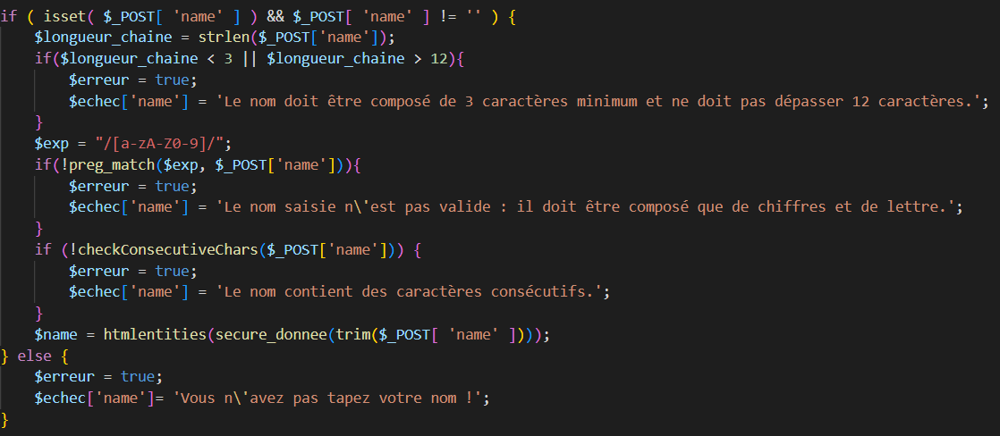 if ( isset( $_POST[ 'name' ] ) && $_POST[ 'name' ] != '' ) {
    $longueur_chaine = strlen($_POST['name']);
    if($longueur_chaine < 3 || $longueur_chaine > 12){
        $erreur = true;
        $echec['name'] = 'Le nom doit être composé de 3 caractères minimum et ne doit pas dépasser 12 caractères.';
    }
    $exp = "/[a-zA-Z0-9]/";
    if(!preg_match($exp, $_POST['name'])){
        $erreur = true;
        $echec['name'] = 'Le nom saisie n\'est pas valide : il doit être composé que de chiffres et de lettre.';
    }
    if (!checkConsecutiveChars($_POST['name'])) {
        $erreur = true;
        $echec['name'] = 'Le nom contient des caractères consécutifs.';
    }
    $name = htmlentities(secure_donnee(trim($_POST[ 'name' ])));
} else {
    $erreur = true;
    $echec['name']= 'Vous n\'avez pas tapez votre nom !';
}